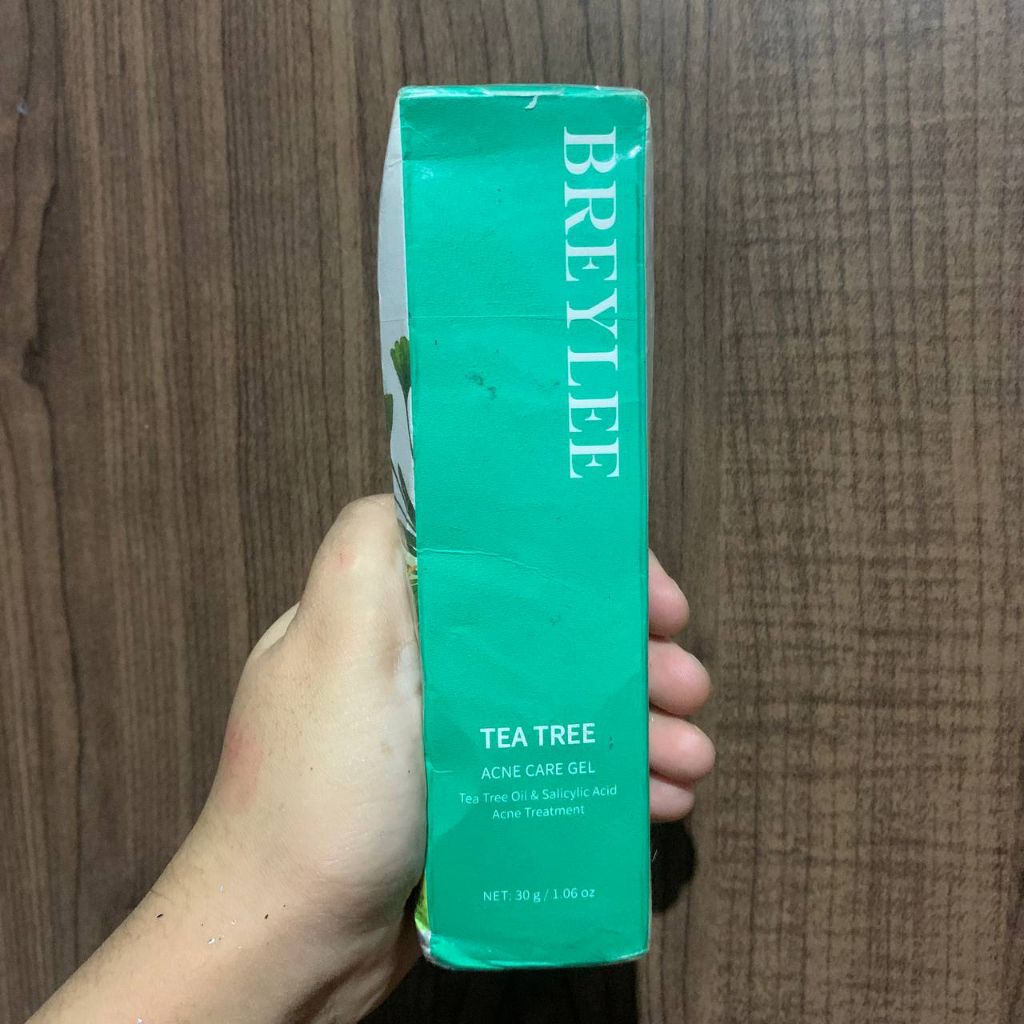 BREYLEE
TEA TREE
ACNE CARE GEL
Tea Tree Oil & Salicylic Acid
Acne Treatment
NET: 30 g / 1.06 oz